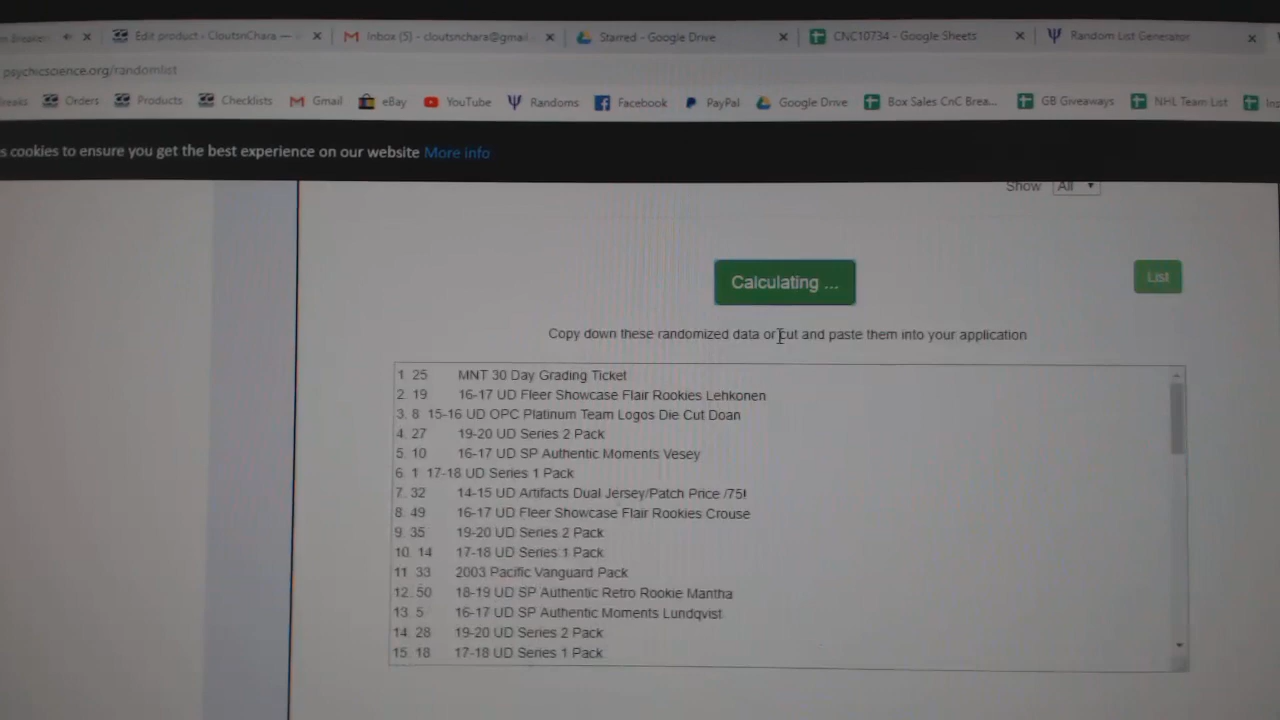 Edit product ‹ CloutsnChara —
Inbox (5) - cloutsnchara@gmail
Starred - Google Drive
CNC10734 - Google Sheets
Random List Generator
psychicscience.org/randomlist
Orders
Products
Checklists
Gmail
eBay
YouTube
Randoms
Facebook
PayPal
Google Drive
Box Sales CnC Brea...
GB Giveaways
NHL Team List
s cookies to ensure you get the best experience on our website More info
Show All
Calculating ...
List
Copy down these randomized data or cut and paste them into your application
1. 25 MNT 30 Day Grading Ticket
2. 19 16-17 UD Fleer Showcase Flair Rookies Lehkonen
3. 8 15-16 UD OPC Platinum Team Logos Die Cut Doan
4. 27 19-20 UD Series 2 Pack
5. 10 16-17 UD SP Authentic Moments Vesey
6. 1 17-18 UD Series 1 Pack
7. 32 14-15 UD Artifacts Dual Jersey/Patch Price /75!
8. 49 16-17 UD Fleer Showcase Flair Rookies Crouse
9. 35 19-20 UD Series 2 Pack
10. 14 17-18 UD Series 1 Pack
11. 33 2003 Pacific Vanguard Pack
12. 50 18-19 UD SP Authentic Retro Rookie Mantha
13. 5 16-17 UD SP Authentic Moments Lundqvist
14. 28 19-20 UD Series 2 Pack
15. 18 17-18 UD Series 1 Pack